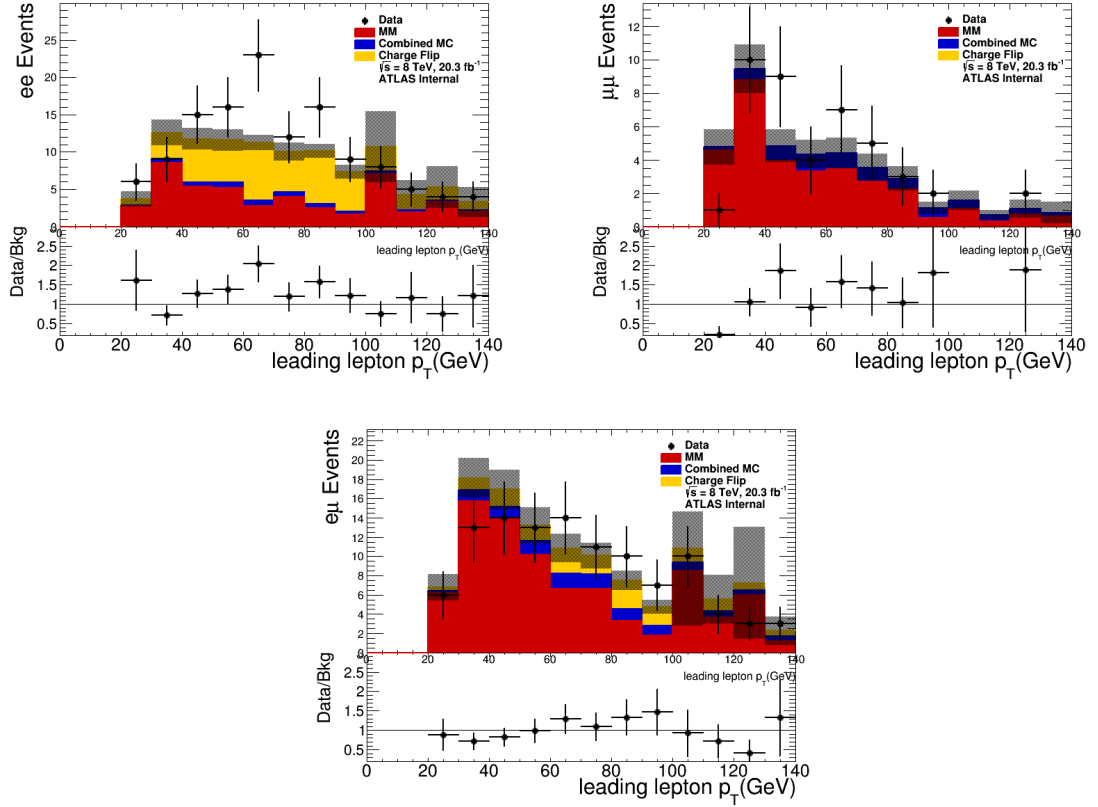 ee Events
25
20
15
10
5
0
Data
MM
Combined MC
Charge Flip
√s = 8 TeV, 20.3 fb⁻¹
ATLAS Internal
0 20 40 60 80 100 120 140
leading lepton p_T(GeV)
Data/Bkg
2.5
2
1.5
1
0.5
0 20 40 60 80 100 120 140
leading lepton p_T(GeV)
μμ Events
12
10
8
6
4
2
0
Data
MM
Combined MC
Charge Flip
√s = 8 TeV, 20.3 fb⁻¹
ATLAS Internal
0 20 40 60 80 100 120 140
leading lepton p_T(GeV)
Data/Bkg
2.5
2
1.5
1
0.5
0 20 40 60 80 100 120 140
leading lepton p_T(GeV)
eμ Events
22
20
18
16
14
12
10
8
6
4
2
0
Data
MM
Combined MC
Charge Flip
√s = 8 TeV, 20.3 fb⁻¹
ATLAS Internal
0 20 40 60 80 100 120 140
leading lepton p_T(GeV)
Data/Bkg
2.5
2
1.5
1
0.5
0 20 40 60 80 100 120 140
leading lepton p_T(GeV)